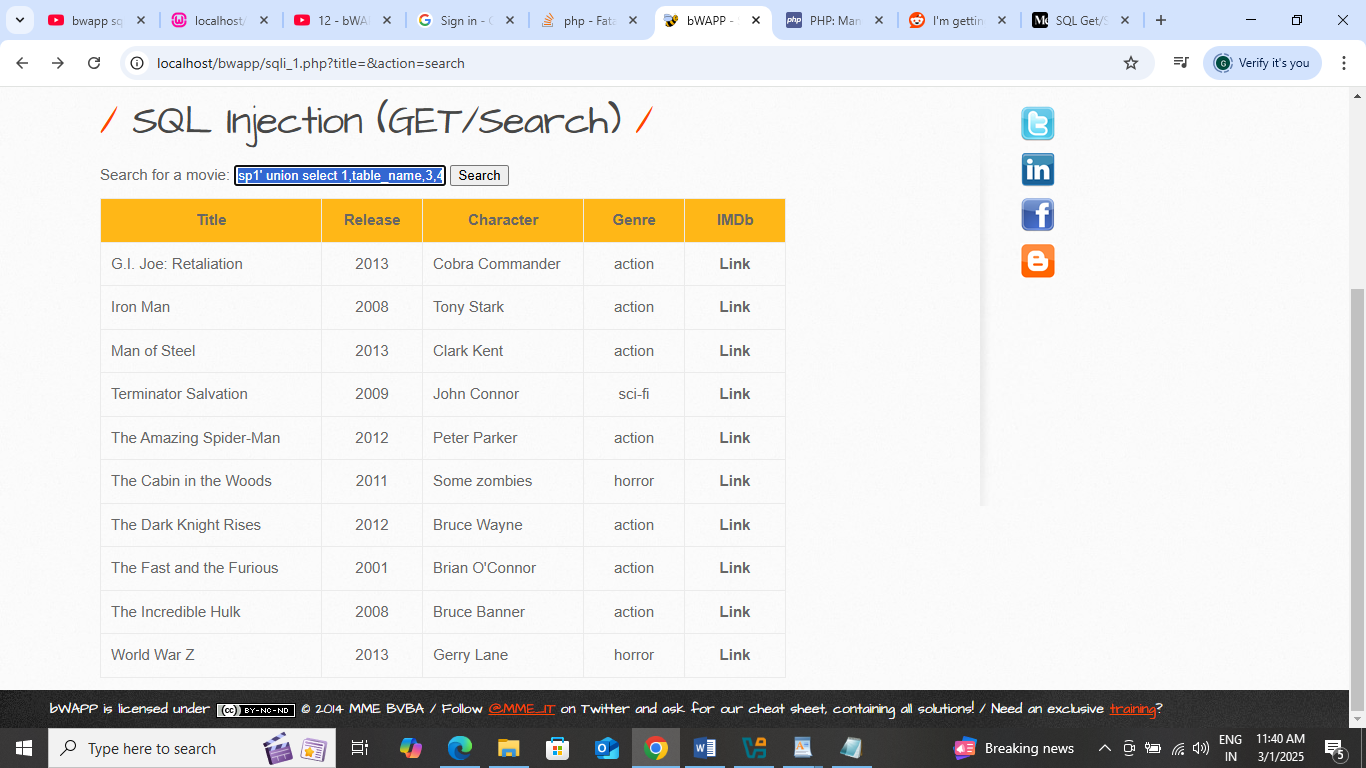 bwapp sq
localhost/
12 - bWA
Sign in - G
php - Fata
bWAPP - S
PHP: Man
I'm gettin
SQL Get/S
localhost/bwapp/sqli_1.php?title=&action=search
Verify it's you
/ SQL Injection (GET/Search) /
Search for a movie: sp1' union select 1,table_name,3,4 Search
Title Release Character Genre IMDb
G.I. Joe: Retaliation 2013 Cobra Commander action Link
Iron Man 2008 Tony Stark action Link
Man of Steel 2013 Clark Kent action Link
Terminator Salvation 2009 John Connor sci-fi Link
The Amazing Spider-Man 2012 Peter Parker action Link
The Cabin in the Woods 2011 Some zombies horror Link
The Dark Knight Rises 2012 Bruce Wayne action Link
The Fast and the Furious 2001 Brian O'Connor action Link
The Incredible Hulk 2008 Bruce Banner action Link
World War Z 2013 Gerry Lane horror Link
bWAPP is licensed under (cc) BY-NC-ND © 2014 MME BVBA / Follow @MME_IT on Twitter and ask for our cheat sheet, containing all solutions! / Need an exclusive training?
Type here to search
Breaking news
ENG
IN
11:40 AM
3/1/2025
5